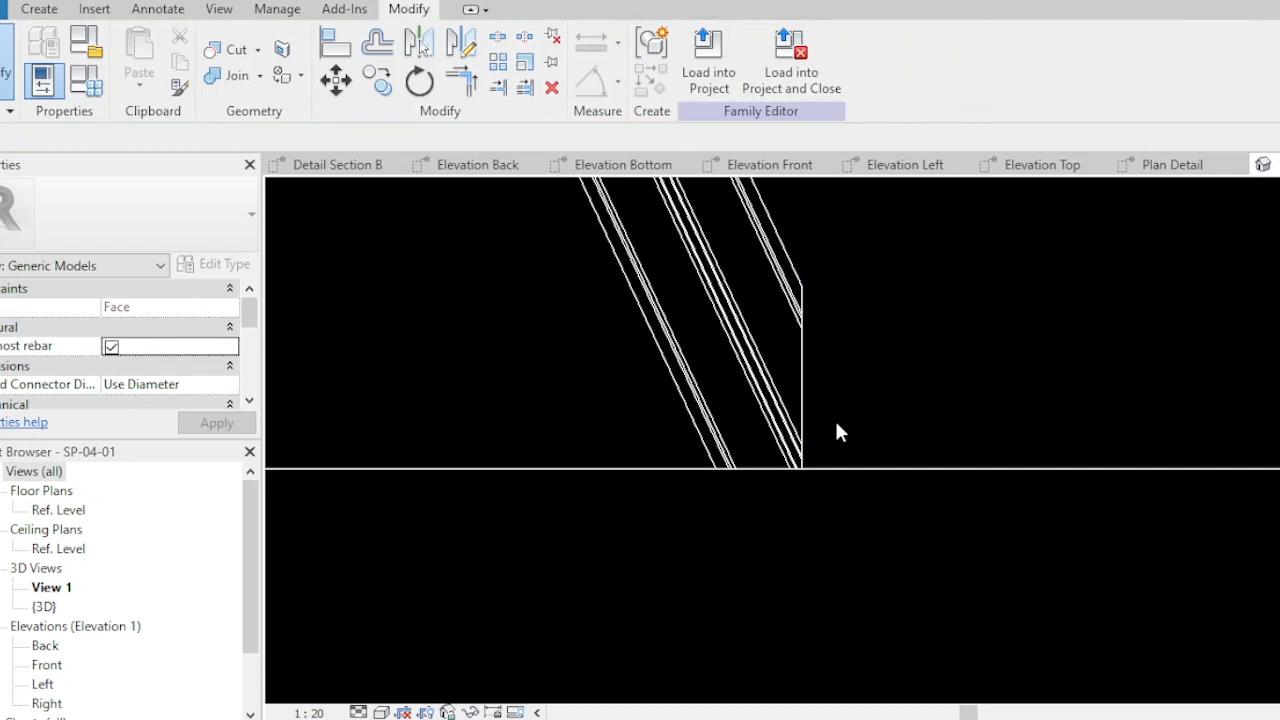 Create Insert Annotate View Manage Add-Ins Modify
Cut
Join
Paste
Load into
Project
Load into
Project and Close
fy
Properties Clipboard Geometry Modify Measure Create Family Editor
ties
Detail Section B Elevation Back Elevation Bottom Elevation Front Elevation Left Elevation Top Plan Detail
R
: Generic Models Edit Type
aints
Face
ural
ost rebar
sions
d Connector Di... Use Diameter
nical
ties help Apply
t Browser - SP-04-01
Views (all)
Floor Plans
Ref. Level
Ceiling Plans
Ref. Level
3D Views
View 1
{3D}
Elevations (Elevation 1)
Back
Front
Left
Right
1 : 20